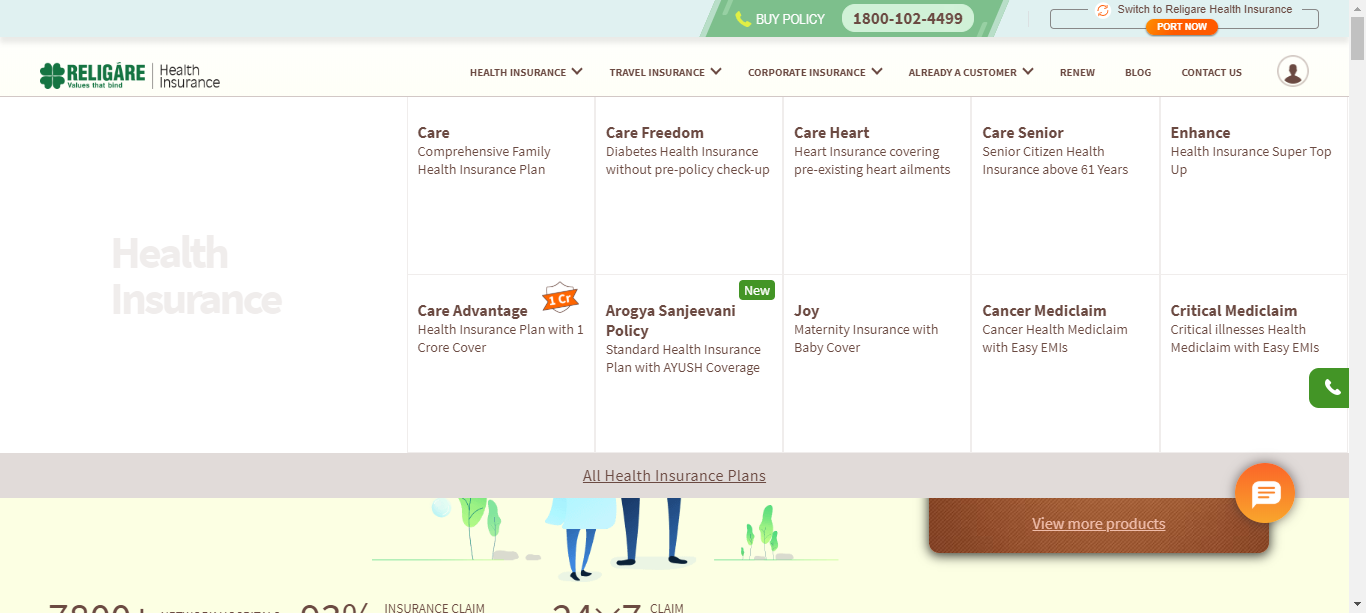 BUY POLICY 1800-102-4499
Switch to Religare Health Insurance
PORT NOW
RELIGÁRE
Values that bind
Health
Insurance
HEALTH INSURANCE TRAVEL INSURANCE CORPORATE INSURANCE ALREADY A CUSTOMER RENEW BLOG CONTACT US
Health
Insurance
Care
Comprehensive Family
Health Insurance Plan
Care Freedom
Diabetes Health Insurance
without pre-policy check-up
Care Heart
Heart Insurance covering
pre-existing heart ailments
Care Senior
Senior Citizen Health
Insurance above 61 Years
Enhance
Health Insurance Super Top
Up
1 Cr
Care Advantage
Health Insurance Plan with 1
Crore Cover
New
Arogya Sanjeevani
Policy
Standard Health Insurance
Plan with AYUSH Coverage
Joy
Maternity Insurance with
Baby Cover
Cancer Mediclaim
Cancer Health Mediclaim
with Easy EMIs
Critical Mediclaim
Critical illnesses Health
Mediclaim with Easy EMIs
All Health Insurance Plans
View more products
7800+ NETWORK HOSPITALS 93% INSURANCE CLAIM 24x7 CLAIM